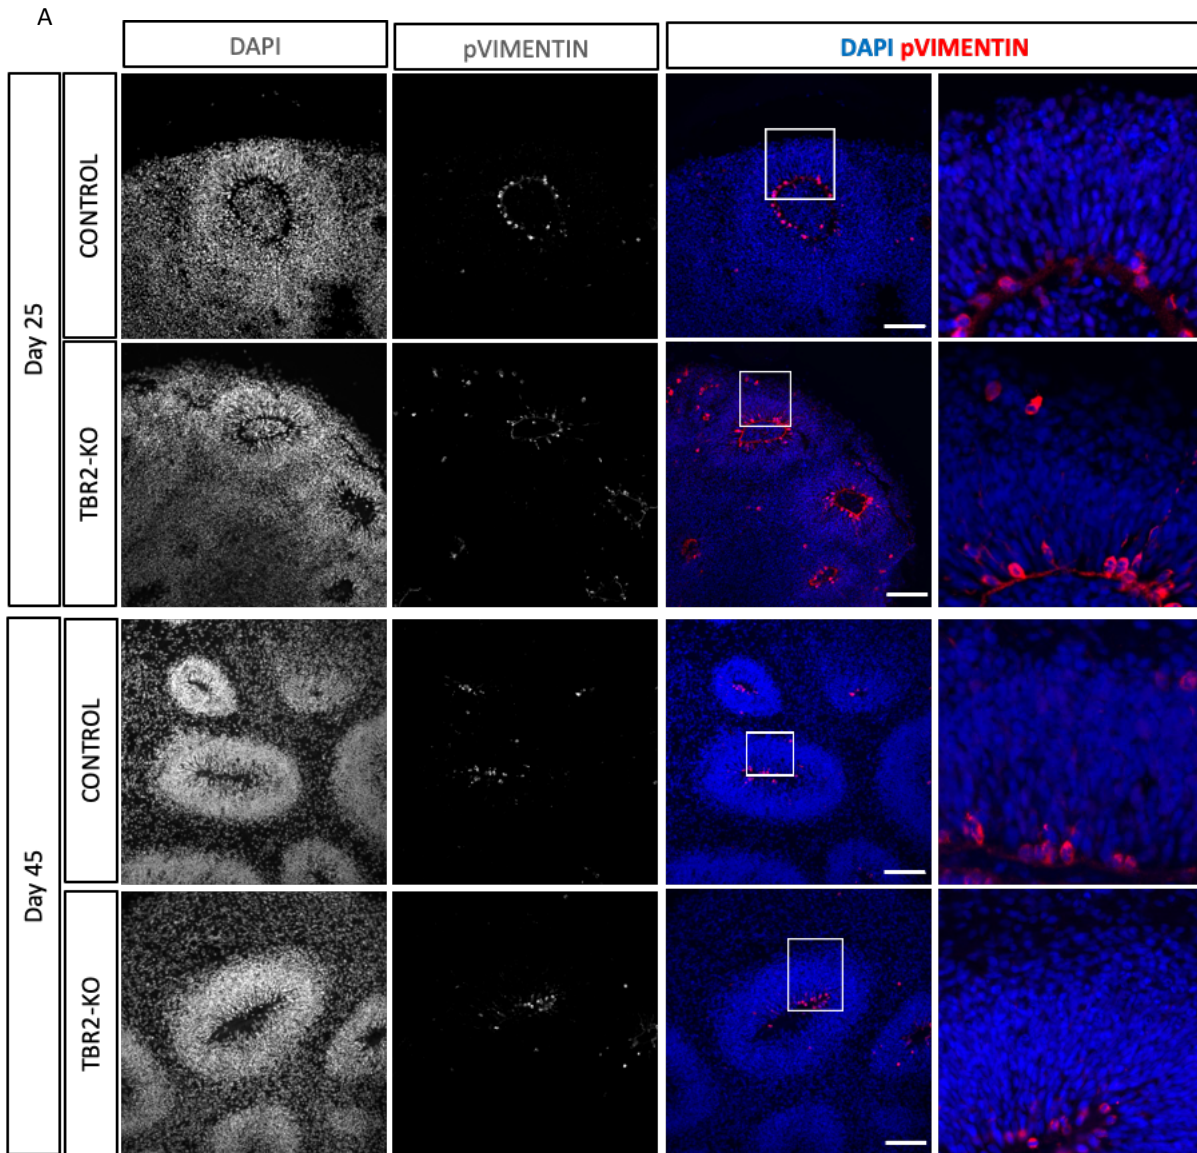 A
DAPI
pVIMENTIN
DAPI pVIMENTIN
Day 25
CONTROL
TBR2-KO
Day 45
CONTROL
TBR2-KO